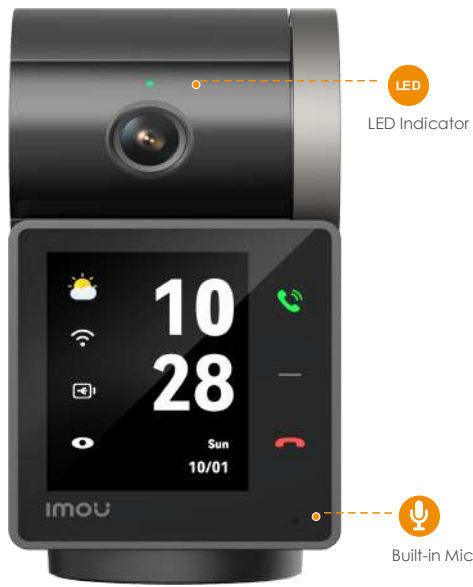 LED
LED Indicator
10
28
Sun
10/01
imou
Built-in Mic